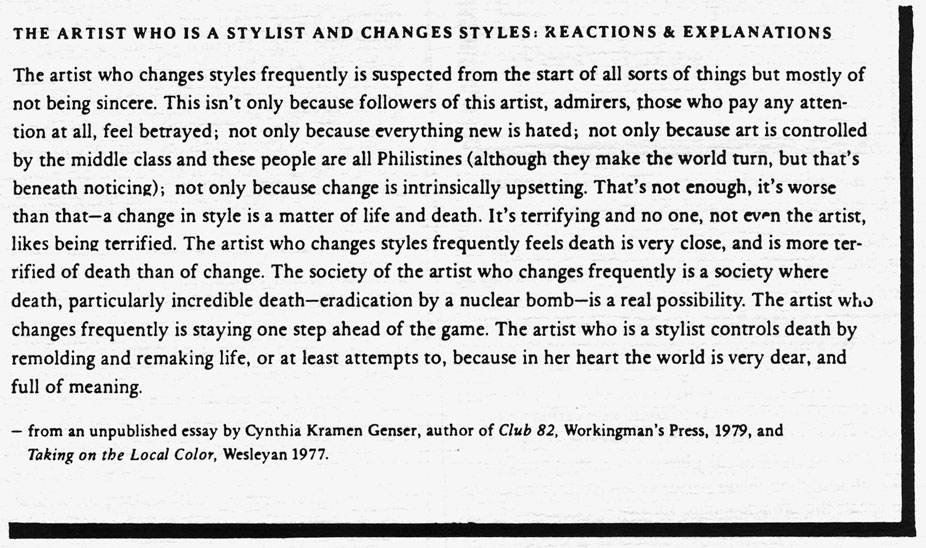 THE ARTIST WHO IS A STYLIST AND CHANGES STYLES: REACTIONS & EXPLANATIONS
The artist who changes styles frequently is suspected from the start of all sorts of things but mostly of
not being sincere. This isn't only because followers of this artist, admirers, those who pay any atten-
tion at all, feel betrayed; not only because everything new is hated; not only because art is controlled
by the middle class and these people are all Philistines (although they make the world turn, but that's
beneath noticing); not only because change is intrinsically upsetting. That's not enough, it's worse
than that—a change in style is a matter of life and death. It's terrifying and no one, not even the artist,
likes being terrified. The artist who changes styles frequently feels death is very close, and is more ter-
rified of death than of change. The society of the artist who changes frequently is a society where
death, particularly incredible death—eradication by a nuclear bomb—is a real possibility. The artist who
changes frequently is staying one step ahead of the game. The artist who is a stylist controls death by
remolding and remaking life, or at least attempts to, because in her heart the world is very dear, and
full of meaning.
— from an unpublished essay by Cynthia Kramen Genser, author of Club 82, Workingman's Press, 1979, and
Taking on the Local Color, Wesleyan 1977.